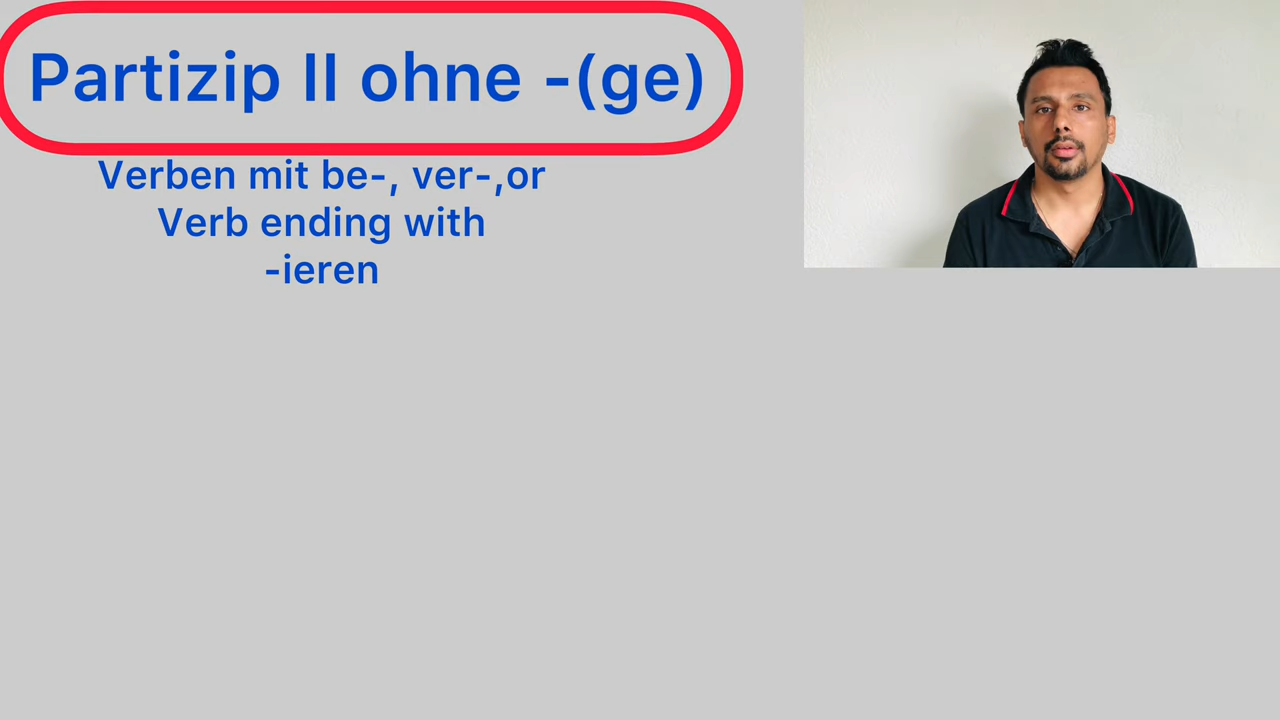 Partizip II ohne -(ge)
Verben mit be-, ver-,or
Verb ending with
-ieren